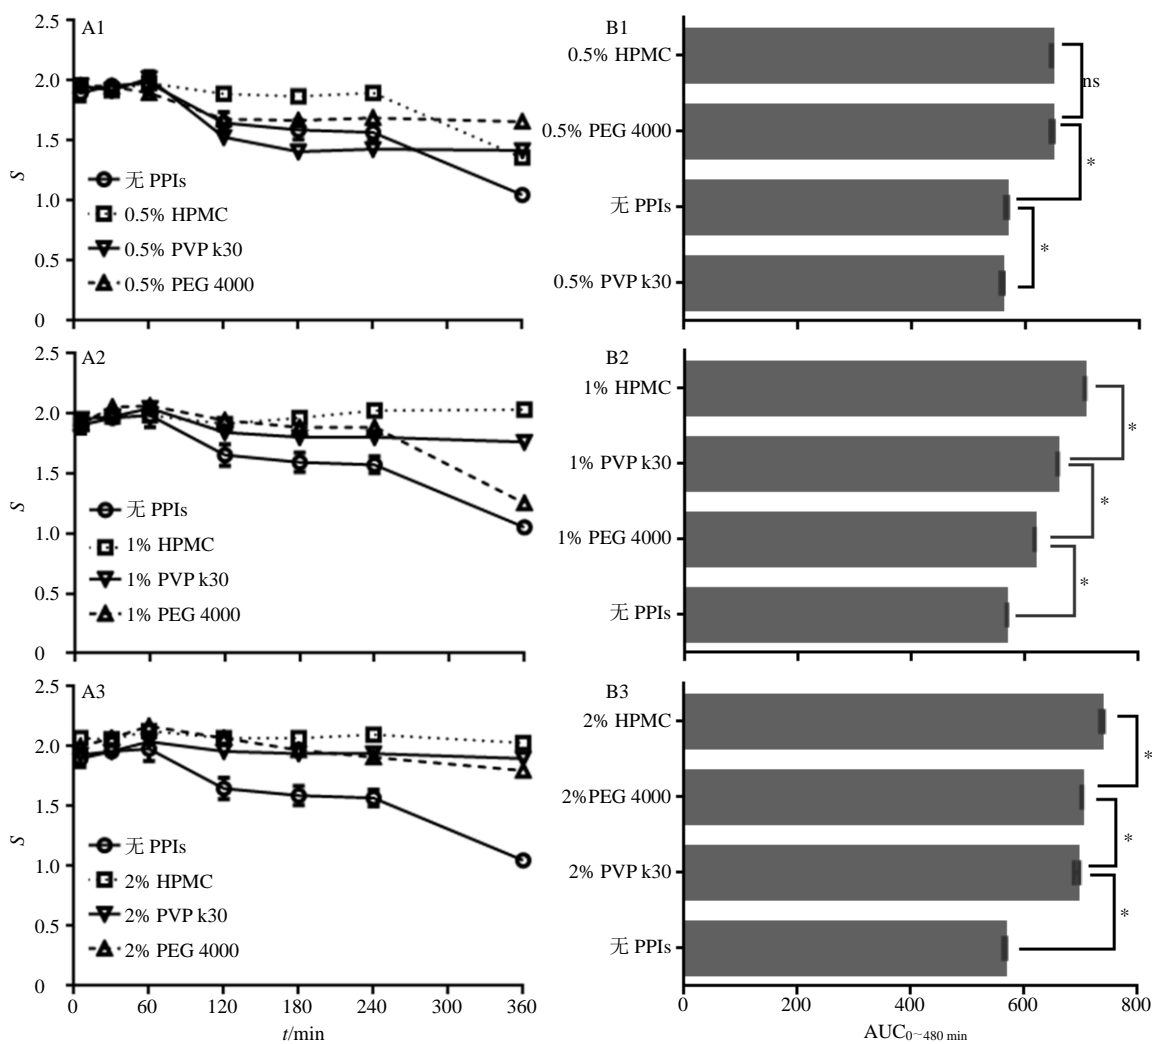 A1
2.5
2.0
1.5
1.0
0.5
0
S
无 PPIs
0.5% HPMC
0.5% PVP k30
0.5% PEG 4000
B1
0.5% HPMC
0.5% PEG 4000
无 PPIs
0.5% PVP k30
ns
*
*
A2
2.5
2.0
1.5
1.0
0.5
0
S
无 PPIs
1% HPMC
1% PVP k30
1% PEG 4000
B2
1% HPMC
1% PVP k30
1% PEG 4000
无 PPIs
*
*
*
A3
2.5
2.0
1.5
1.0
0.5
0
S
无 PPIs
2% HPMC
2% PVP k30
2% PEG 4000
0 60 120 180 240 300 360
t/min
B3
2% HPMC
2%PEG 4000
2% PVP k30
无 PPIs
*
*
*
0 200 400 600 800
AUC0~480 min